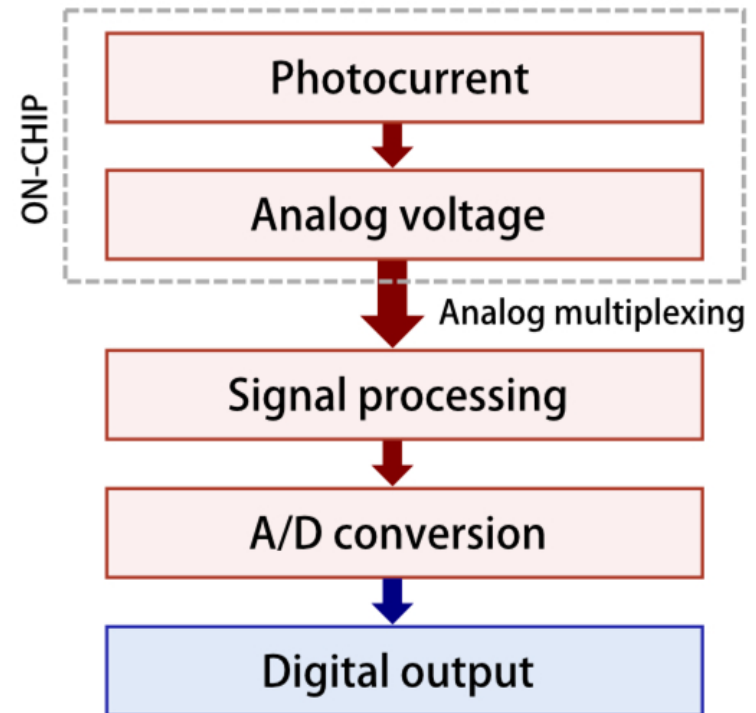 ON-CHIP
Photocurrent
Analog voltage
Analog multiplexing
Signal processing
A/D conversion
Digital output